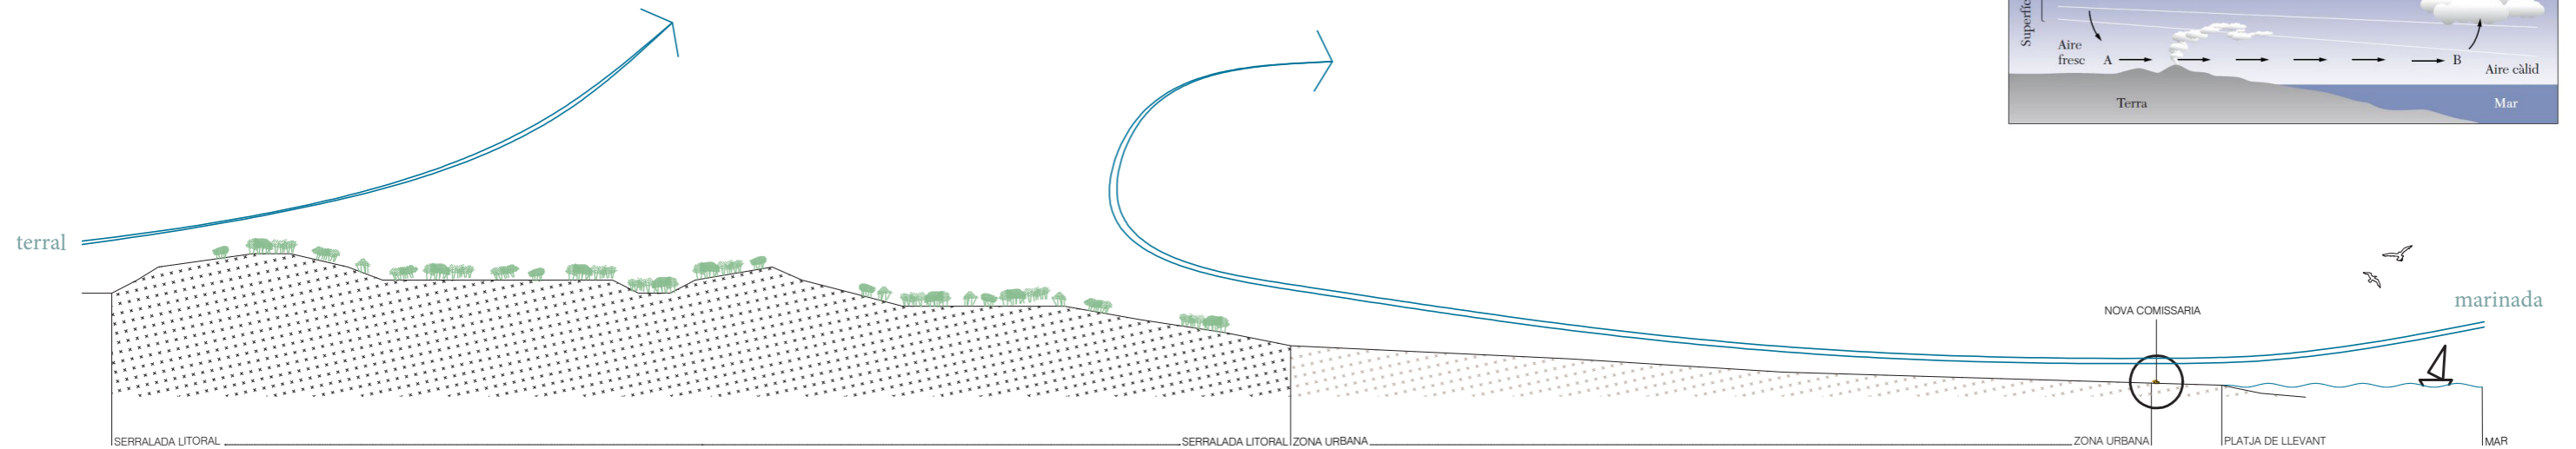 Superfíc
Aire
fresc
A
B
Aire càlid
Terra
Mar
terral
marinada
NOVA COMISSARIA
SERRALADA LITORAL
SERRALADA LITORAL
ZONA URBANA
ZONA URBANA
PLATJA DE LLEVANT
MAR